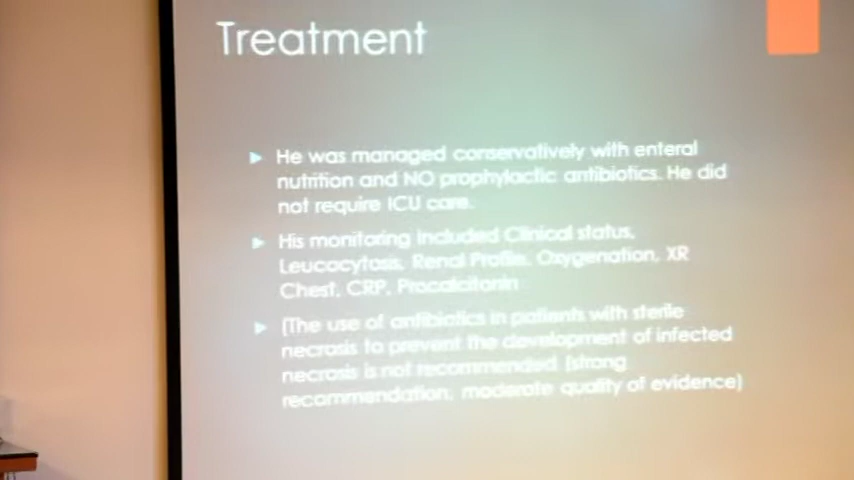 Treatment
He was managed conservatively with enteral
nutrition and NO prophylactic antibiotics. He did
not require ICU care.
His monitoring included Clinical status,
Leucocytosis, Renal Profile, Oxygenation, XR
Chest, CRP, Procalcitonin
(The use of antibiotics in patients with sterile
necrosis to prevent the development of infected
necrosis is not recommended (strong
recommendation, moderate quality of evidence)